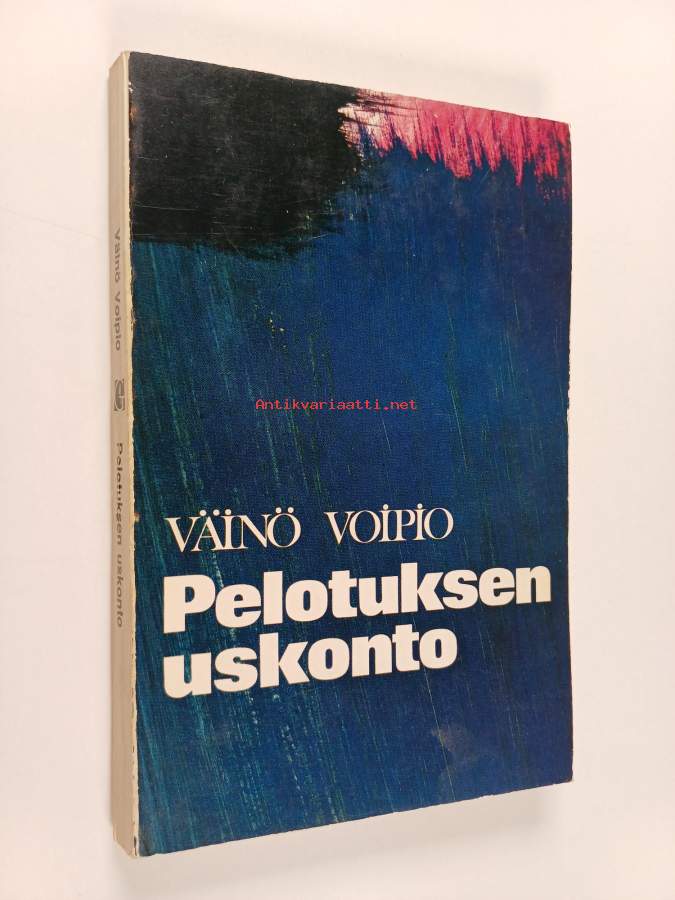 Väinö Voipio
Pelotuksen uskonto
Antikvariaatti.net
VÄINÖ VOIPIO
Pelotuksen
uskonto